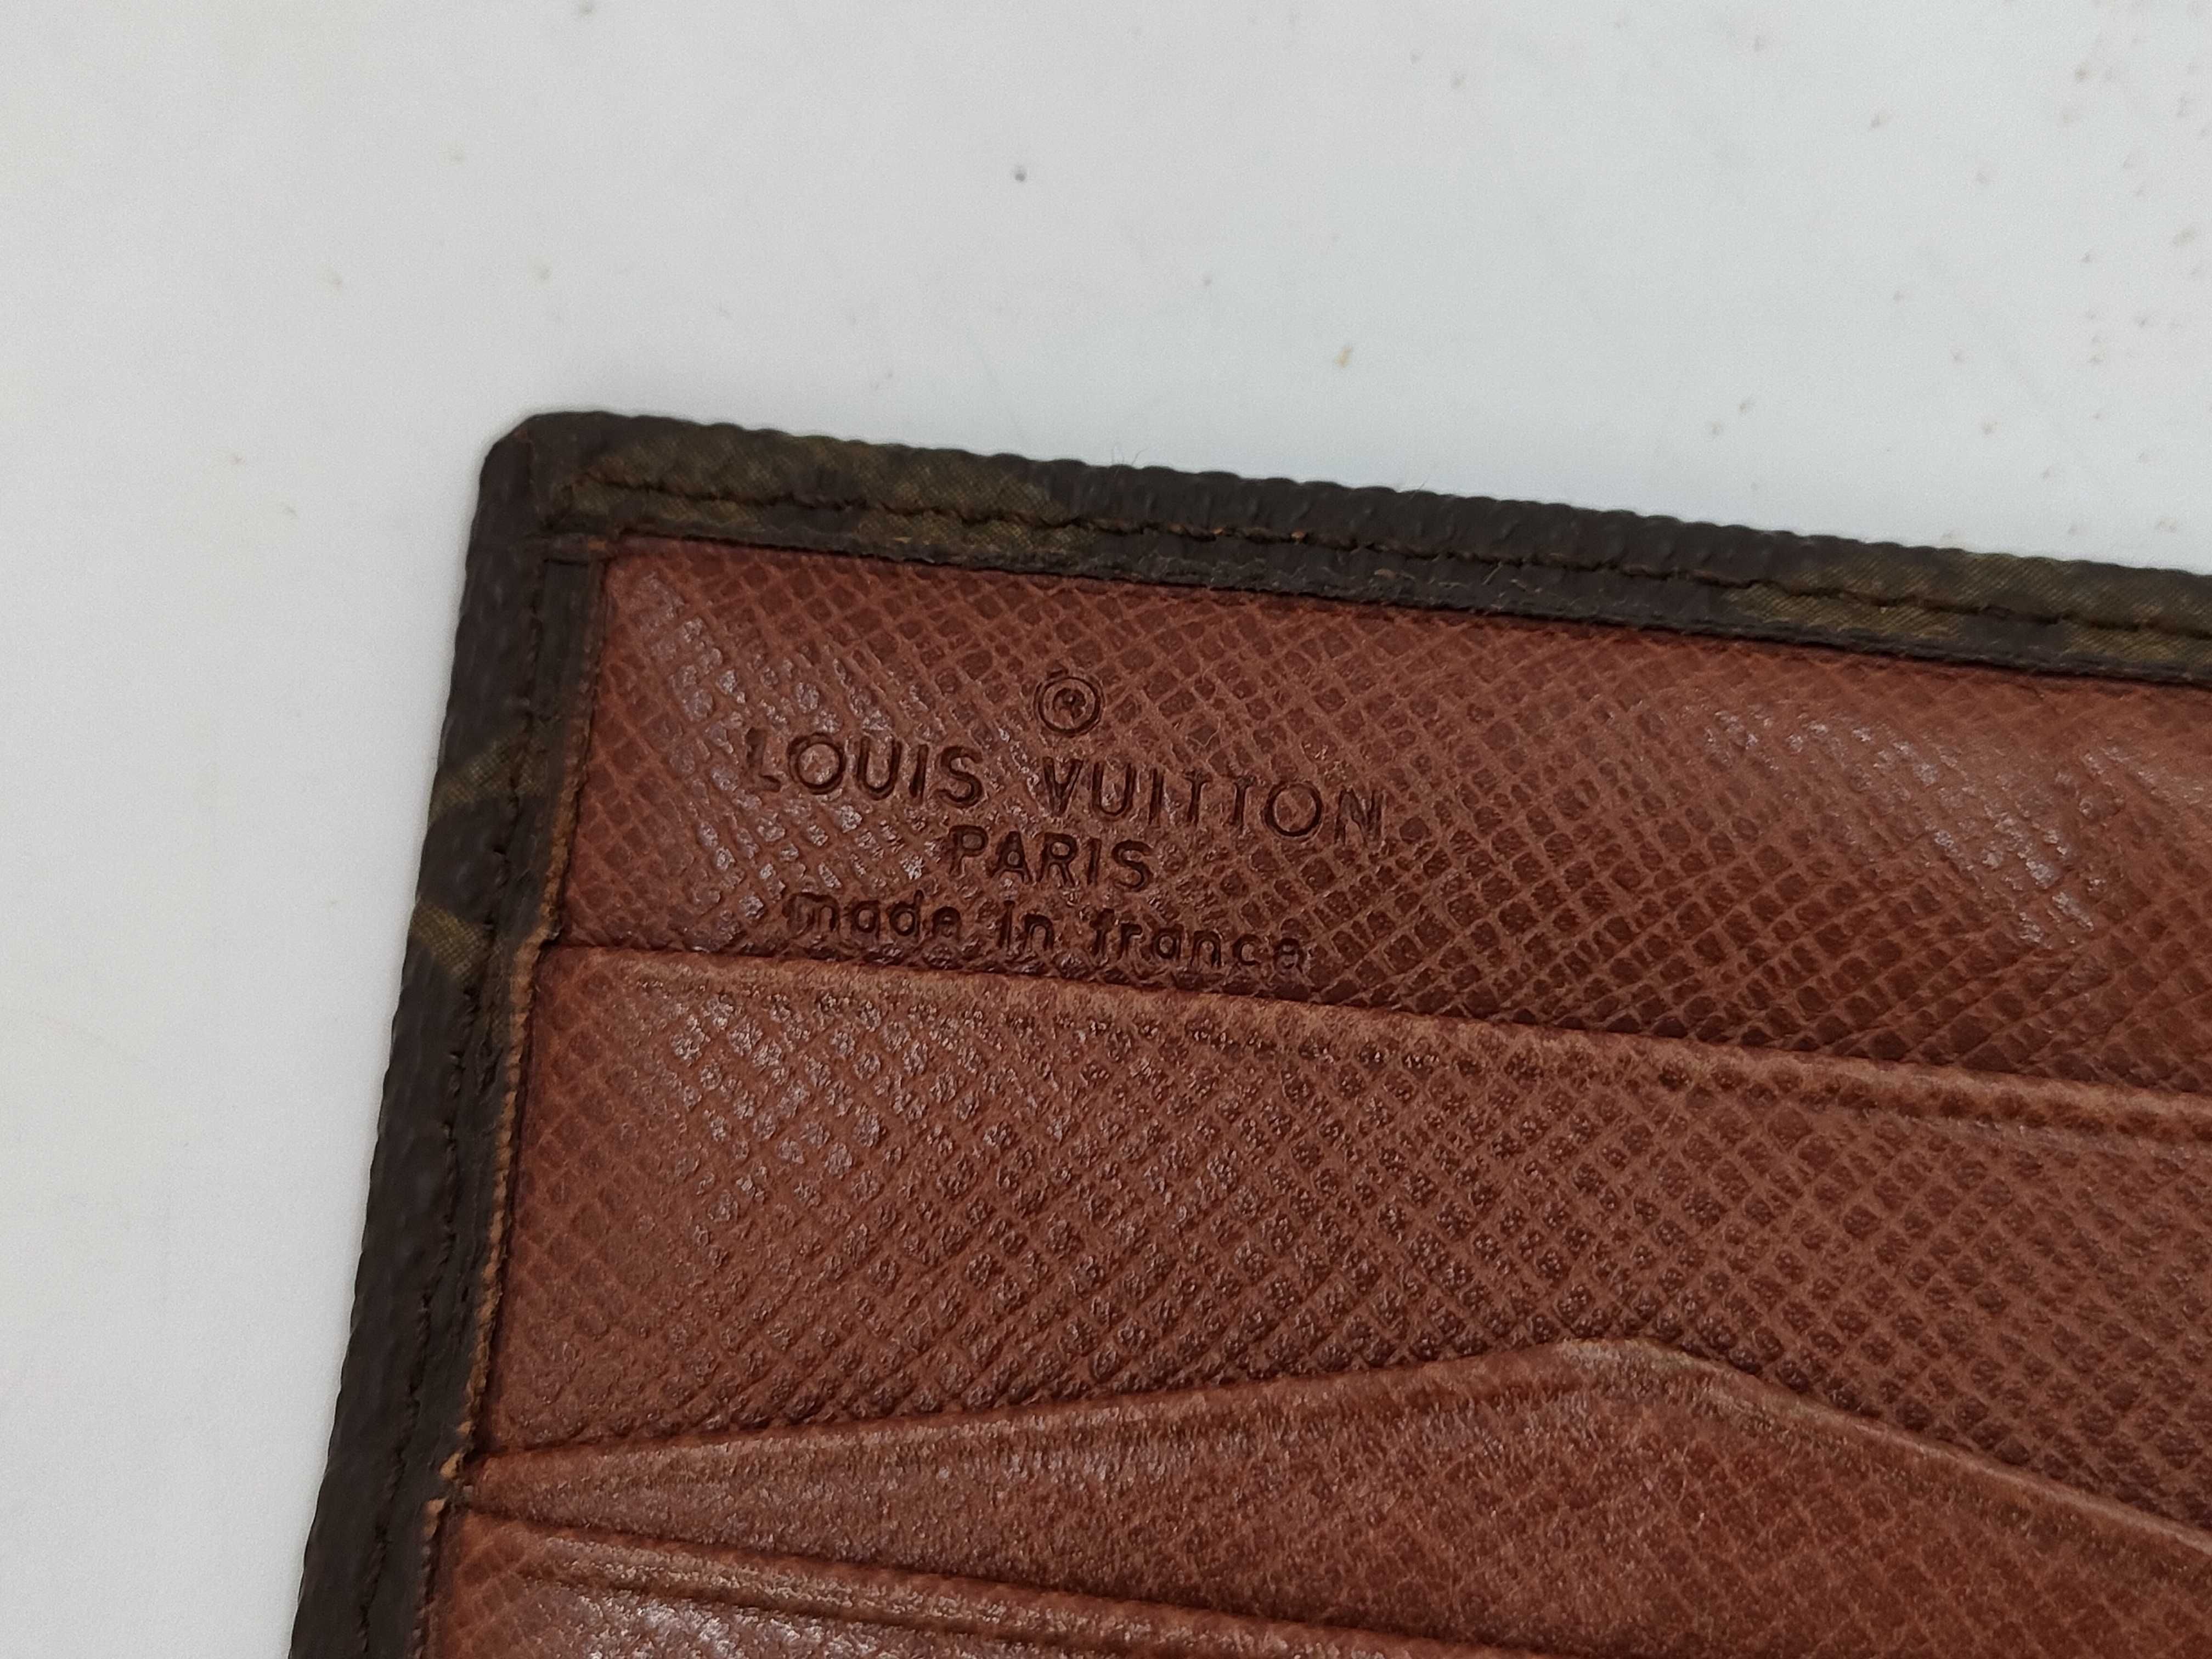 ®
LOUIS VUITTON
PARIS
made in france